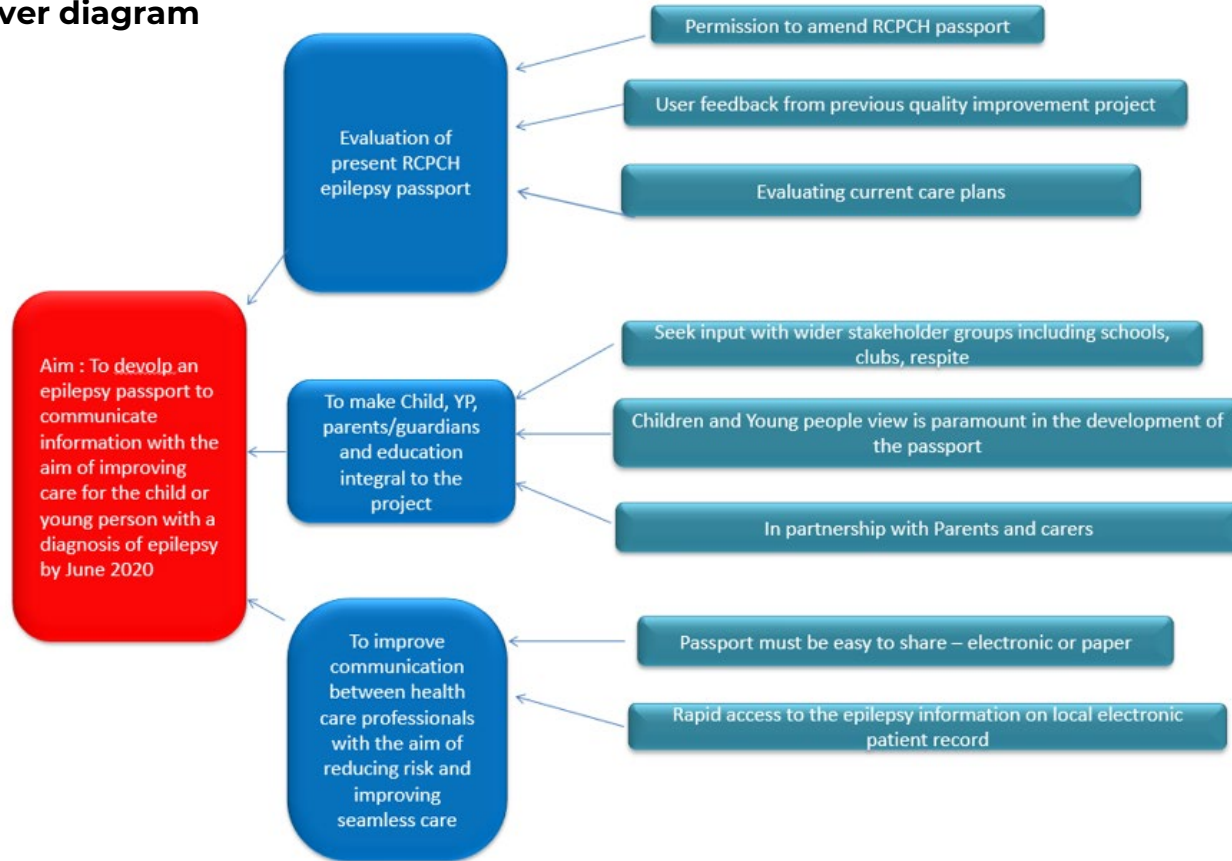 ver diagram
Permission to amend RCPCH passport
User feedback from previous quality improvement project
Evaluation of
present RCPCH
epilepsy passport
Evaluating current care plans
Seek input with wider stakeholder groups including schools,
clubs, respite
Aim : To devolp an
epilepsy passport to
communicate
information with the
aim of improving
care for the child or
young person with a
diagnosis of epilepsy
by June 2020
To make Child, YP,
parents/guardians
and education
integral to the
project
Children and Young people view is paramount in the development of
the passport
In partnership with Parents and carers
To improve
communication
between health
care professionals
with the aim of
reducing risk and
improving
seamless care
Passport must be easy to share – electronic or paper
Rapid access to the epilepsy information on local electronic
patient record